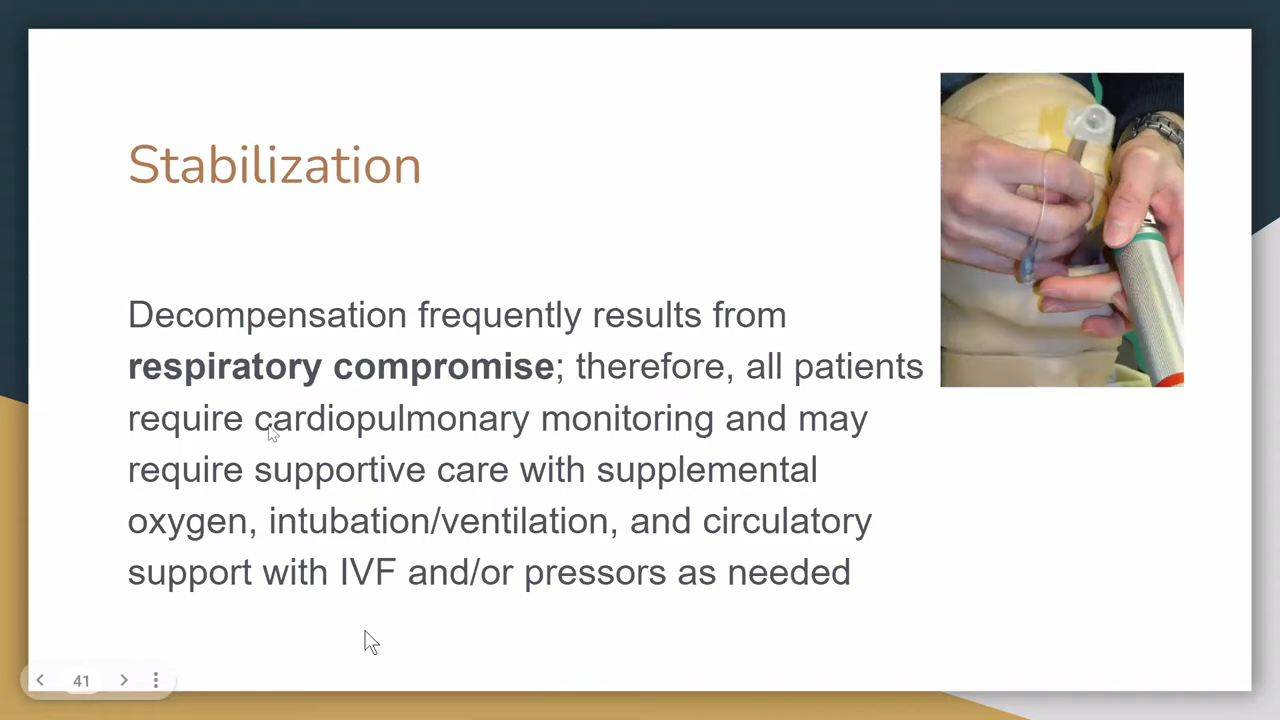 Stabilization
Decompensation frequently results from
respiratory compromise; therefore, all patients
require cardiopulmonary monitoring and may
require supportive care with supplemental
oxygen, intubation/ventilation, and circulatory
support with IVF and/or pressors as needed
41